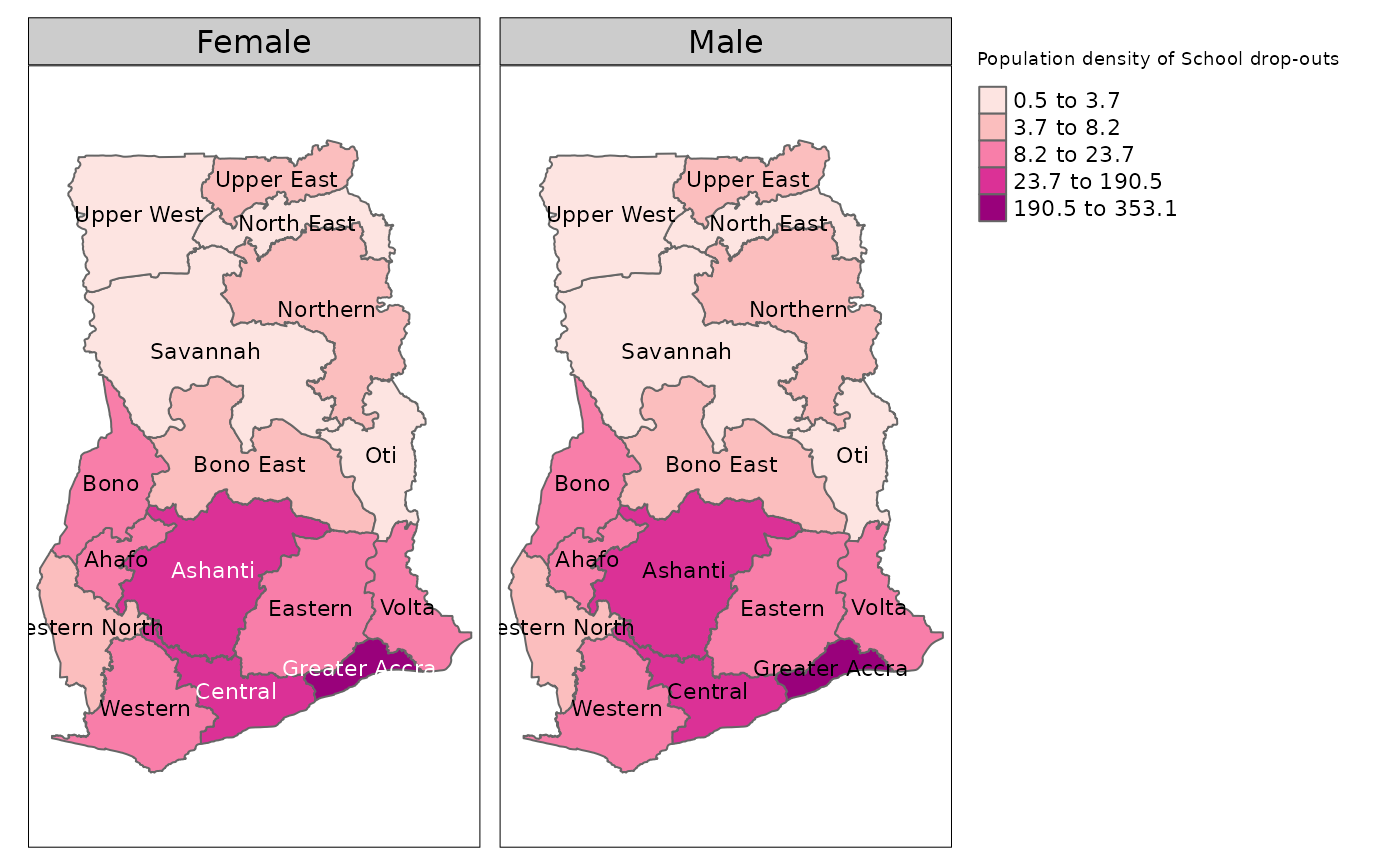 Female
Upper East
Upper West
North East
Northern
Savannah
Oti
Bono East
Bono
Ahafo
Ashanti
Eastern
Volta
estern North
Greater Accra
Central
Western
Male
Upper East
Upper West
North East
Northern
Savannah
Oti
Bono East
Bono
Ahafo
Ashanti
Eastern
Volta
estern North
Greater Accra
Central
Western
Population density of School drop-outs
0.5 to 3.7
3.7 to 8.2
8.2 to 23.7
23.7 to 190.5
190.5 to 353.1